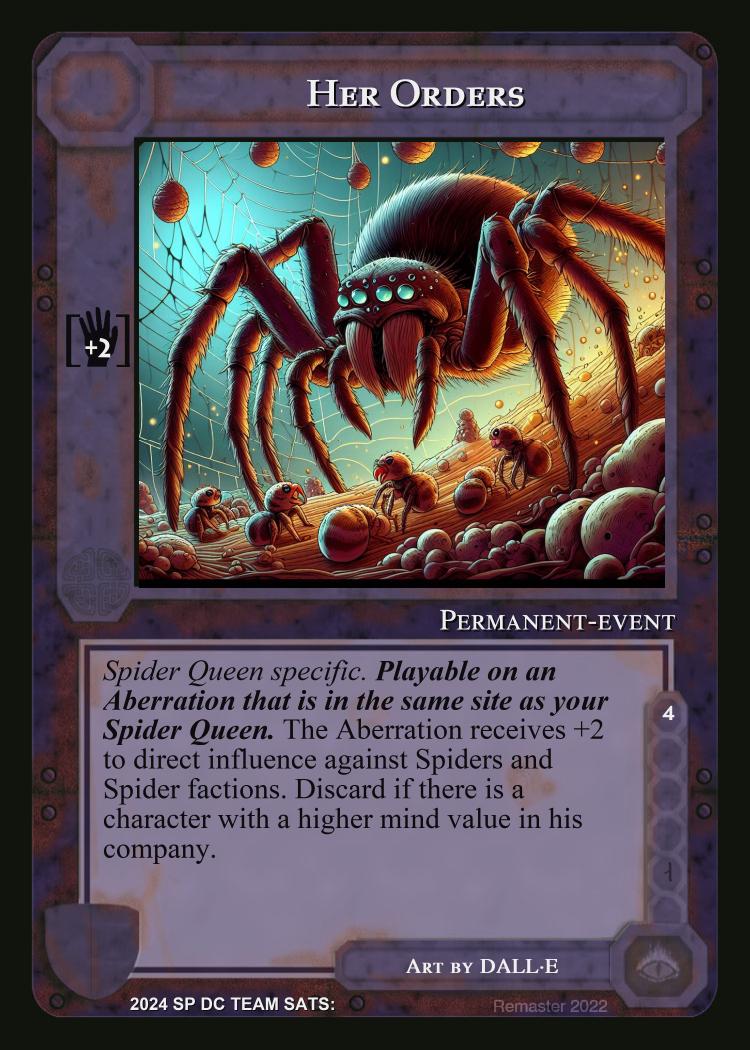 Her Orders
[+2]
Permanent-event
Spider Queen specific. Playable on an
Aberration that is in the same site as your
Spider Queen. The Aberration receives +2
to direct influence against Spiders and
Spider factions. Discard if there is a
character with a higher mind value in his
company.
4
Art by DALL·E
2024 SP DC TEAM SATS:
Remaster 2022